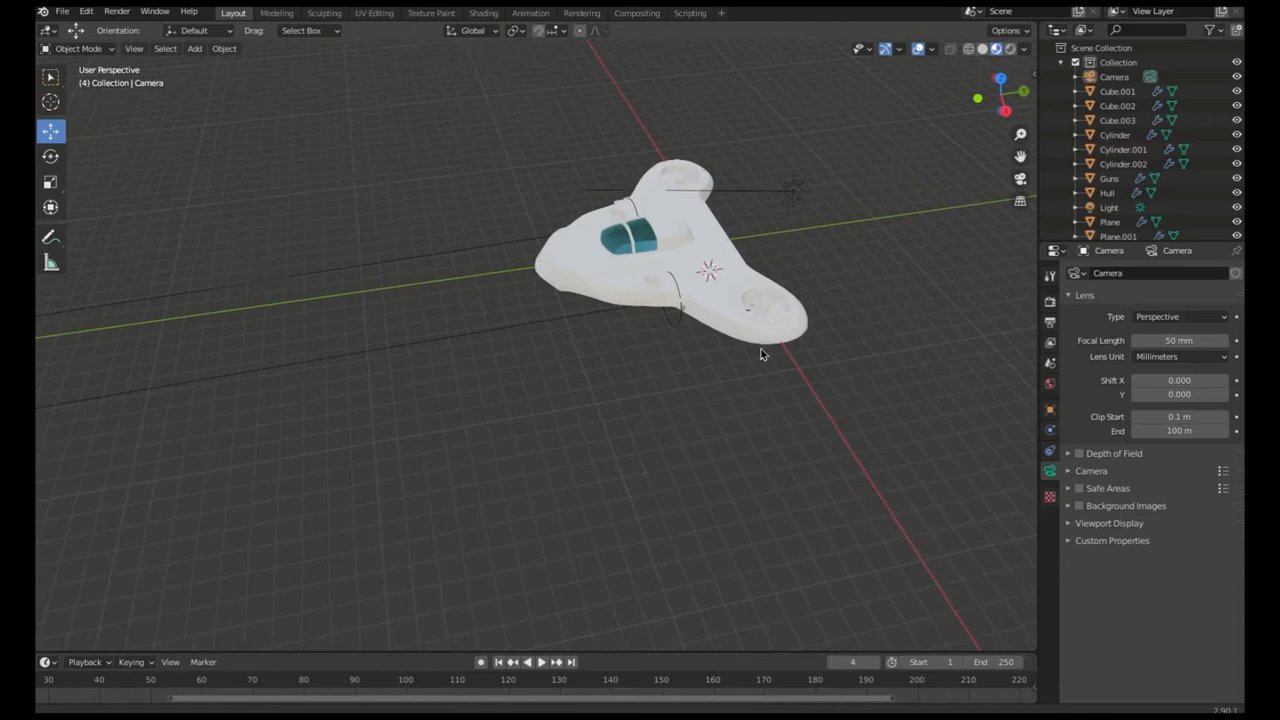 File Edit Render Window Help Layout Modeling Sculpting UV Editing Texture Paint Shading Animation Rendering Compositing Scripting + Scene View Layer
Orientation: Default Drag: Select Box Global Options
Object Mode View Select Add Object
User Perspective
(4) Collection | Camera
Z
Y
X
Scene Collection
Collection
Camera
Cube.001
Cube.002
Cube.003
Cylinder
Cylinder.001
Cylinder.002
Guns
Hull
Light
Plane
Plane.001
Camera Camera
Camera
Lens
Type Perspective
Focal Length 50 mm
Lens Unit Millimeters
Shift X 0.000
Y 0.000
Clip Start 0.1 m
End 100 m
Depth of Field
Camera
Safe Areas
Background Images
Viewport Display
Custom Properties
Playback Keying View Marker 4 Start 1 End 250
30 40 50 60 70 80 90 100 110 120 130 140 150 160 170 180 190 200 210 220
2.90.1